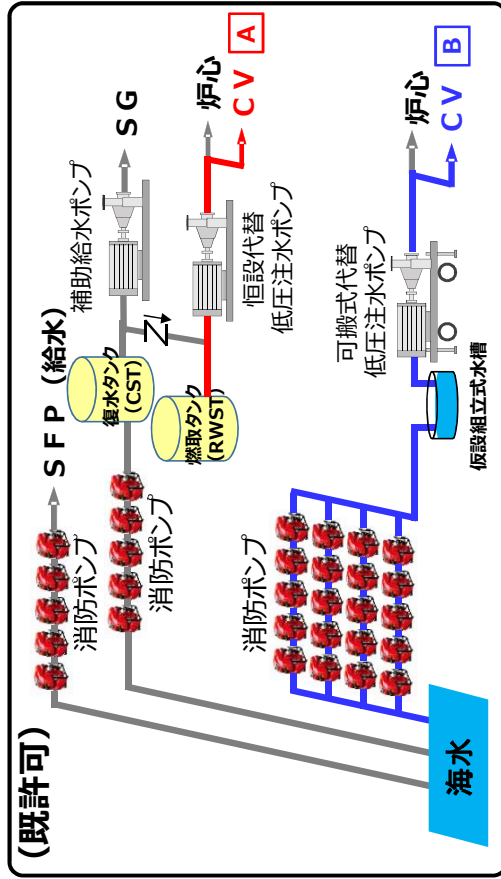 (既許可)
SFP(給水)
消防ポンプ
復水タンク
(CST)
補助給水ポンプ
SG
消防ポンプ
燃取タンク
(RWST)
恒設代替
低圧注水ポンプ
炉心
CV
A
消防ポンプ
海水
仮設組立式水槽
可搬式代替
低圧注水ポンプ
炉心
CV
B